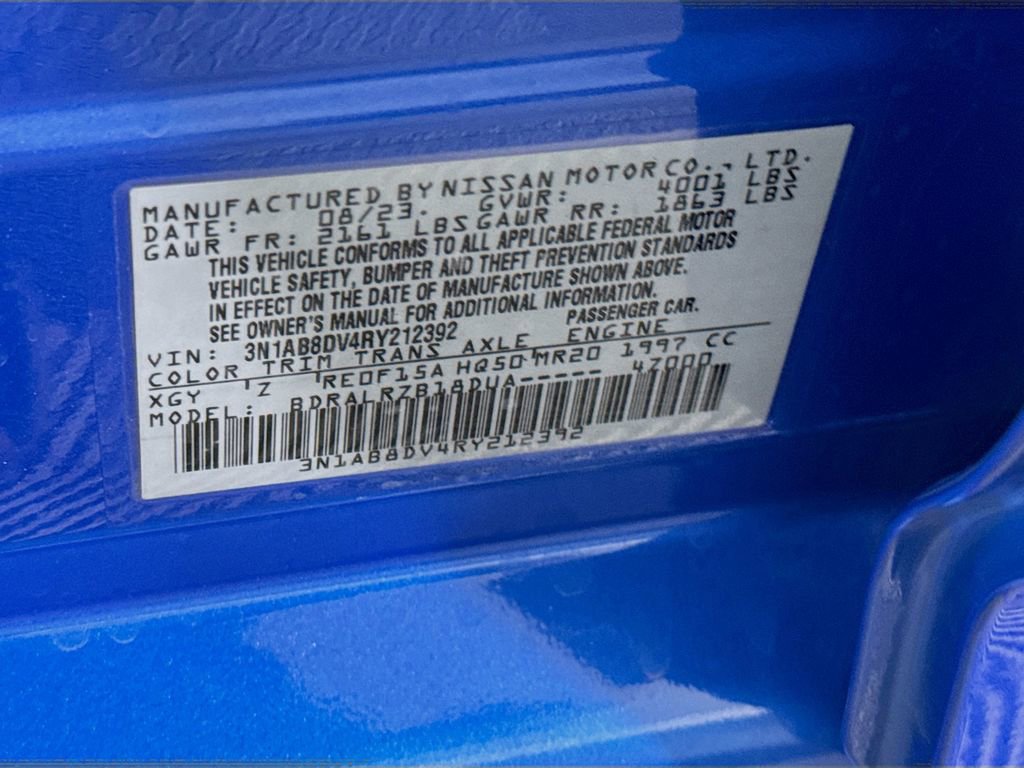 MANUFACTURED BY NISSAN MOTOR CO., LTD.
DATE: 08/23. GVWR: 4001 LBS
GAWR FR: 2161 LBS GAWR RR: 1863 LBS
THIS VEHICLE CONFORMS TO ALL APPLICABLE FEDERAL MOTOR
VEHICLE SAFETY, BUMPER AND THEFT PREVENTION STANDARDS
IN EFFECT ON THE DATE OF MANUFACTURE SHOWN ABOVE.
SEE OWNER'S MANUAL FOR ADDITIONAL INFORMATION.
VIN: 3N1AB8DV4RY212392 PASSENGER CAR.
COLOR TRIM TRANS AXLE ENGINE
XGY Z RE0F15A HQ50 MR20 1997 CC
MODEL: BDRALRZB18DUA----- 47000
3N1AB8DV4RY212392